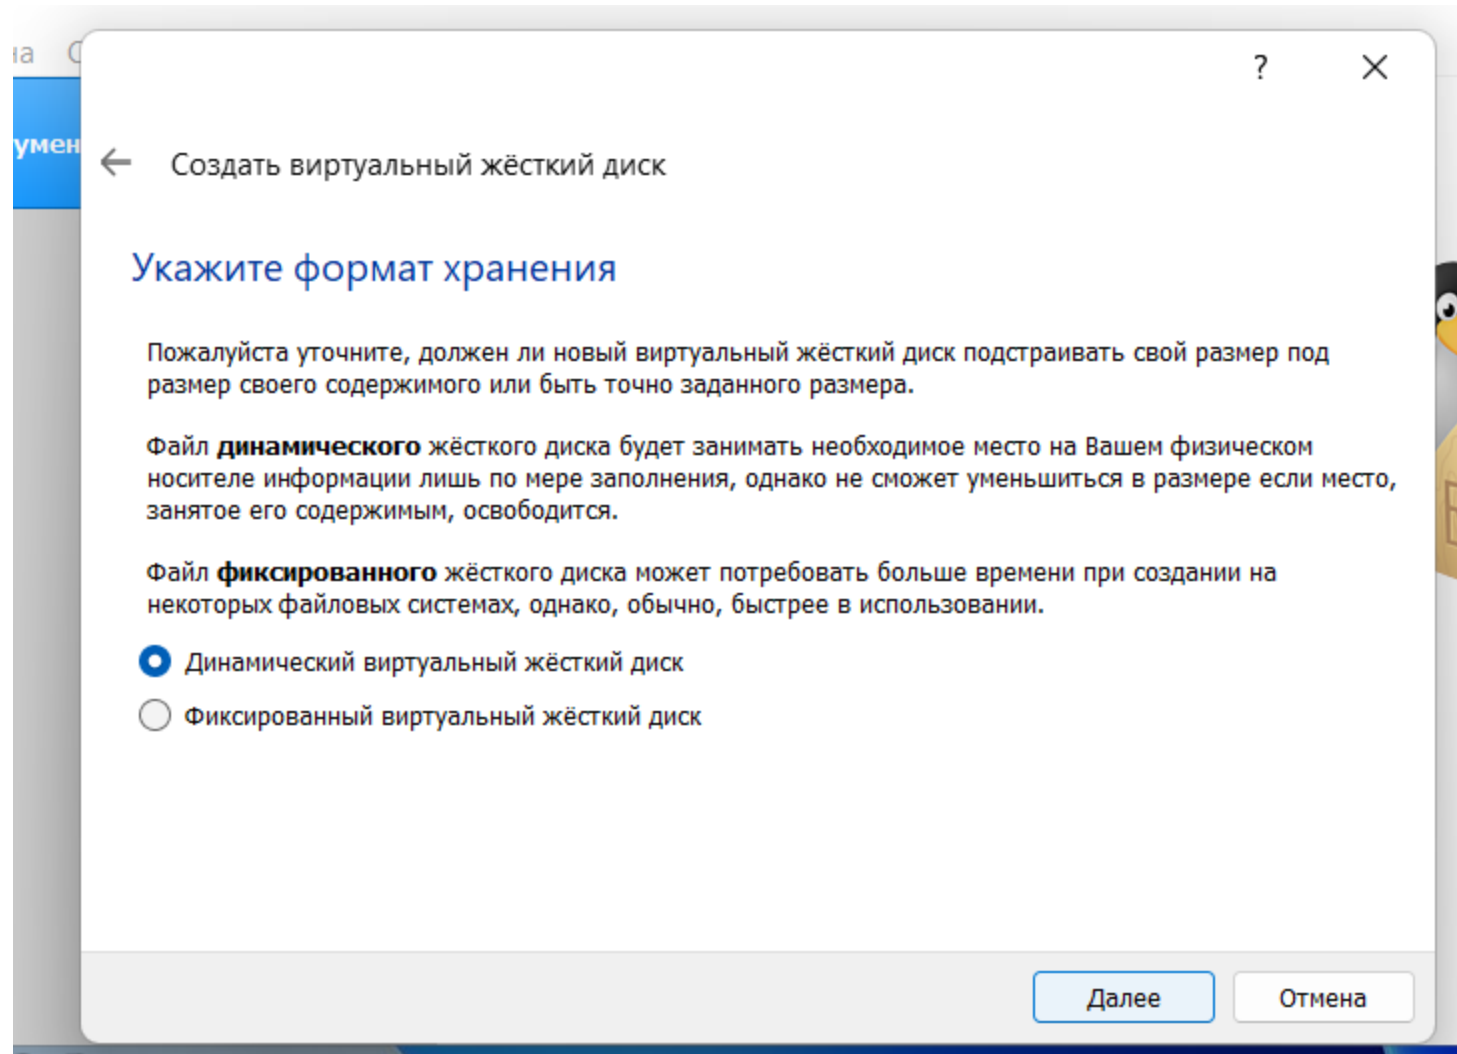 на С
?
умен
Создать виртуальный жёсткий диск
Укажите формат хранения
Пожалуйста уточните, должен ли новый виртуальный жёсткий диск подстраивать свой размер под
размер своего содержимого или быть точно заданного размера.
Файл динамического жёсткого диска будет занимать необходимое место на Вашем физическом
носителе информации лишь по мере заполнения, однако не сможет уменьшиться в размере если место,
занятое его содержимым, освободится.
Файл фиксированного жёсткого диска может потребовать больше времени при создании на
некоторых файловых системах, однако, обычно, быстрее в использовании.
Динамический виртуальный жёсткий диск
Фиксированный виртуальный жёсткий диск
Далее
Отмена